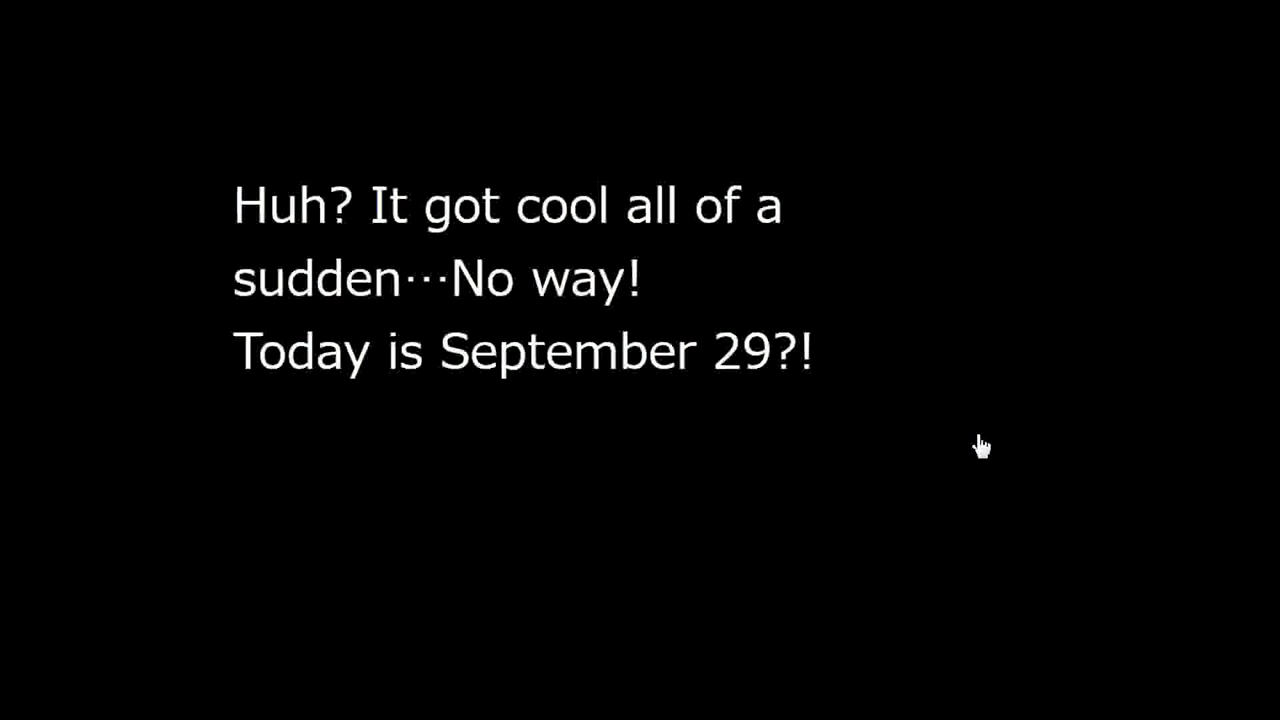 Huh? It got cool all of a
sudden···No way!
Today is September 29?!